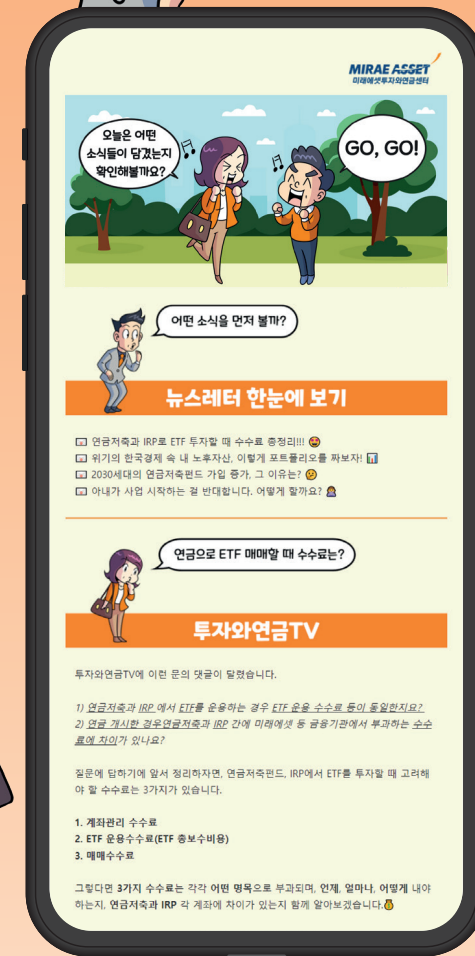 MIRAE ASSET
미래에셋투자와연금센터
오늘은 어떤
소식들이 담겼는지
확인해볼까요?
GO, GO!
어떤 소식을 먼저 볼까?
뉴스레터 한눈에 보기
연금저축과 IRP로 ETF 투자할 때 수수료 총정리!!! 🤩
위기의 한국경제 속 내 노후자산, 이렇게 포트폴리오를 짜보자! 📊
2030세대의 연금저축펀드 가입 증가, 그 이유는? 🤔
아내가 사업 시작하는 걸 반대합니다. 어떻게 할까요? 🙅
연금으로 ETF 매매할 때 수수료는?
투자와연금TV
투자와연금TV에 이런 문의 댓글이 달렸습니다.
1) 연금저축과 IRP 에서 ETF를 운용하는 경우 ETF 운용 수수료 등이 동일한지요?
2) 연금 개시한 경우연금저축과 IRP 간에 미래에셋 등 금융기관에서 부과하는 수수
료에 차이가 있나요?
질문에 답하기에 앞서 정리하자면, 연금저축펀드, IRP에서 ETF를 투자할 때 고려해
야 할 수수료는 3가지가 있습니다.
1. 계좌관리 수수료
2. ETF 운용수수료(ETF 총보수비용)
3. 매매수수료
그렇다면 3가지 수수료는 각각 어떤 명목으로 부과되며, 언제, 얼마나, 어떻게 내야
하는지, 연금저축과 IRP 각 계좌에 차이가 있는지 함께 알아보겠습니다.💰